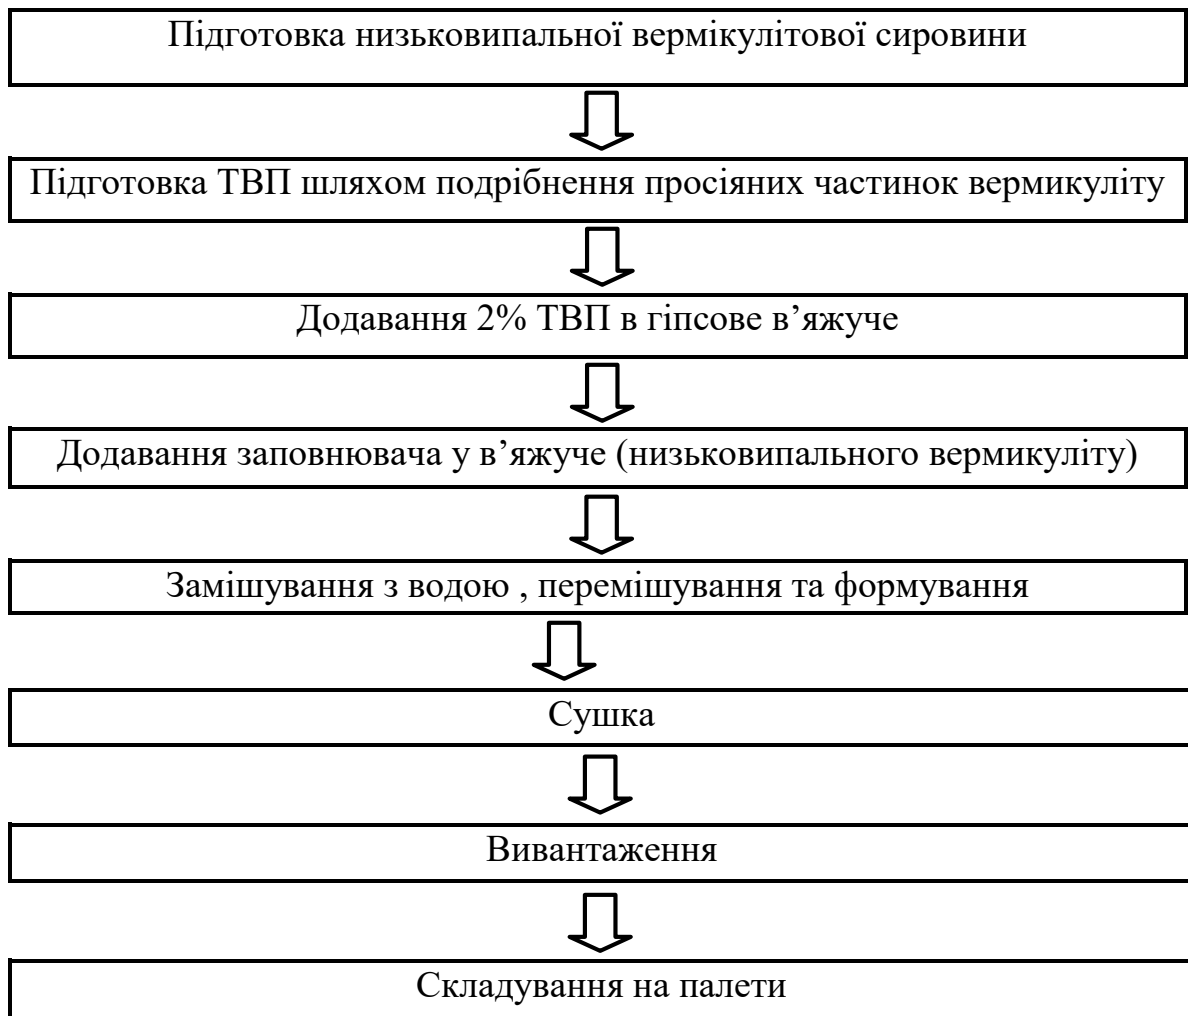 Підготовка низьковипальної вермікулітової сировини
Підготовка ТВП шляхом подрібнення просіяних частинок вермикуліту
Додавання 2% ТВП в гіпсове в’яжуче
Додавання заповнювача у в’яжуче (низьковипального вермикуліту)
Замішування з водою , перемішування та формування
Сушка
Вивантаження
Складування на палети